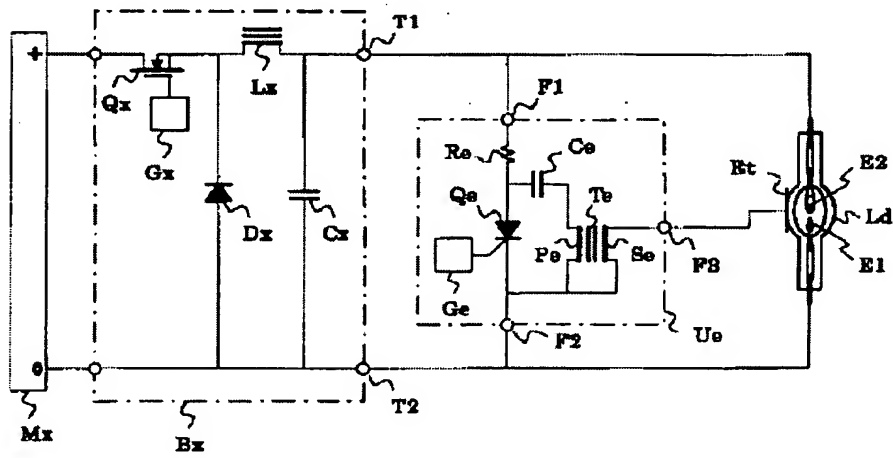 T1
+
Lx
Qx
F1
Gx
Re
Ce
Et
E2
Qe
Te
Ld
Dx
Cx
Pe
Se
F3
E1
Ge
F2
Ue
0
T2
Mx
Bx